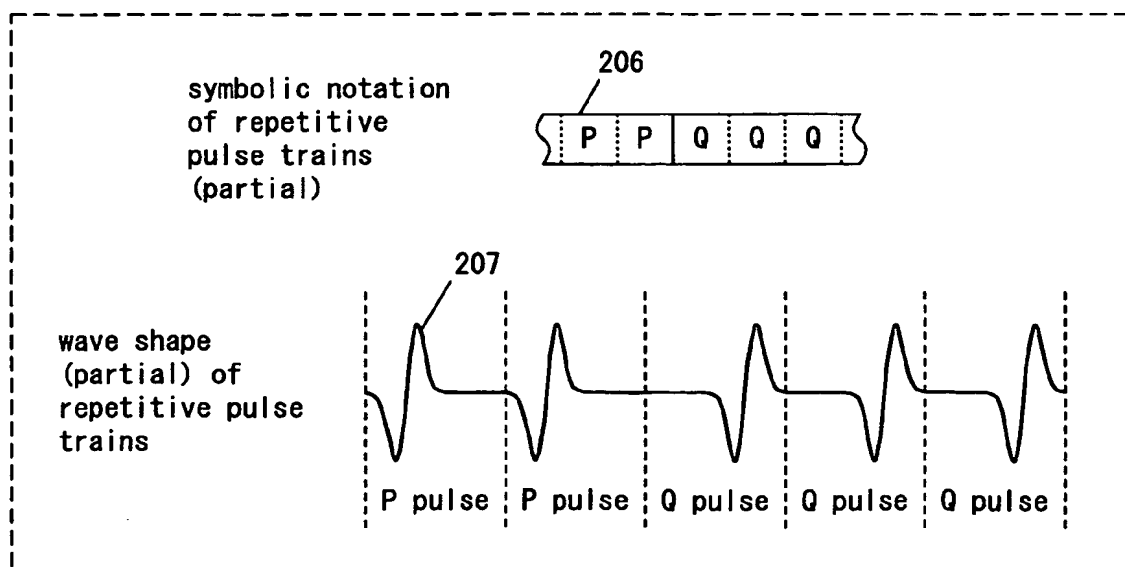 206
symbolic notation
of repetitive
pulse trains
(partial)
P P Q Q Q
207
wave shape
(partial) of
repetitive pulse
trains
P pulse P pulse Q pulse Q pulse Q pulse